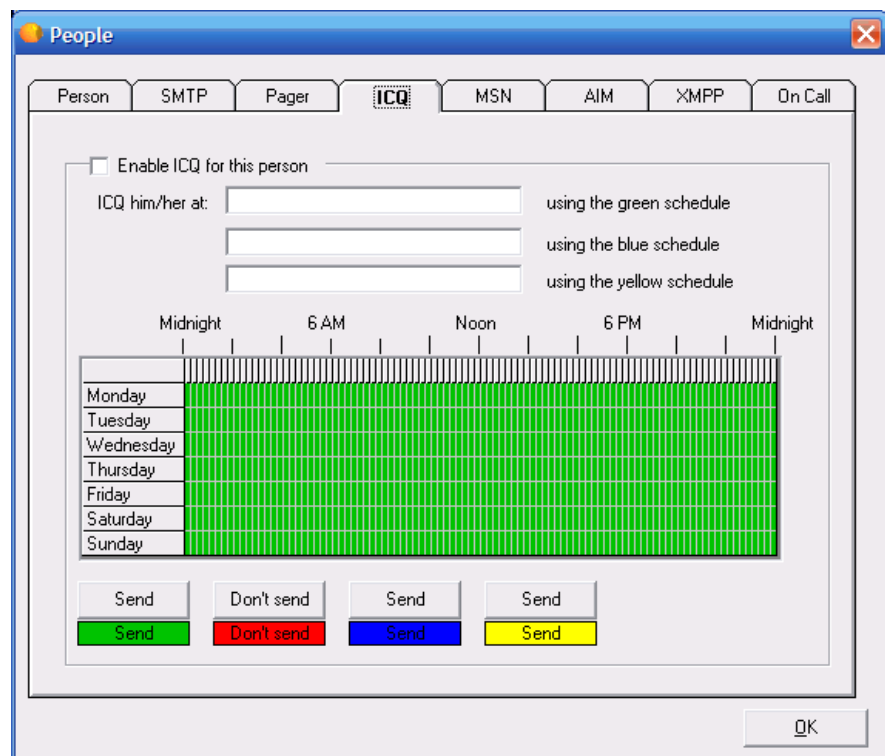 People
Person SMTP Pager ICQ MSN AIM XMPP On Call
Enable ICQ for this person
ICQ him/her at: using the green schedule
using the blue schedule
using the yellow schedule
Midnight 6 AM Noon 6 PM Midnight
Monday
Tuesday
Wednesday
Thursday
Friday
Saturday
Sunday
Send Don't send Send Send
Send Don't send Send Send
OK